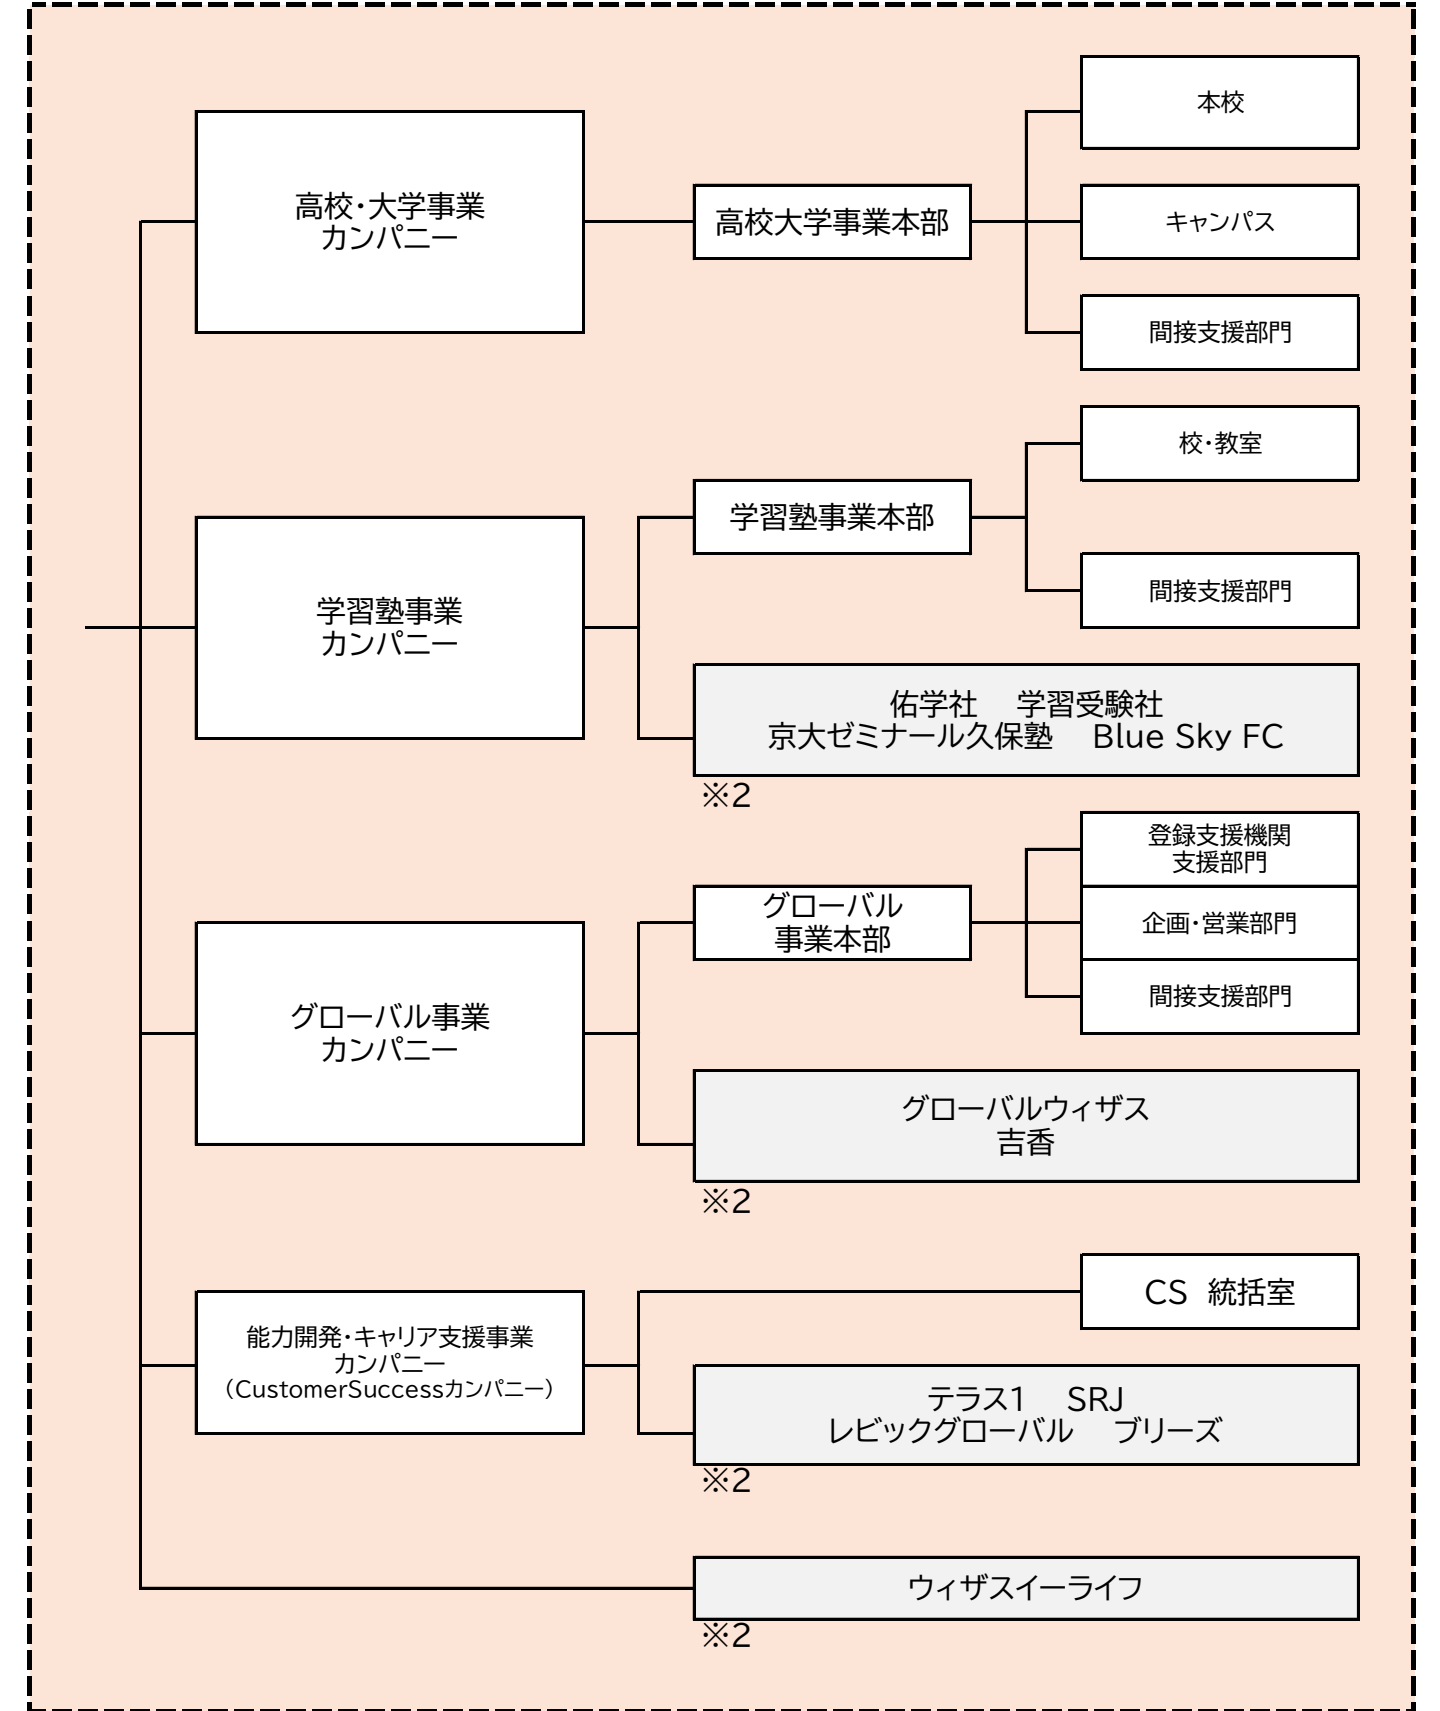 本校
高校・大学事業
カンパニー
高校大学事業本部
キャンパス
間接支援部門
校・教室
学習塾事業本部
学習塾事業
カンパニー
間接支援部門
佑学社　学習受験社
京大ゼミナール久保塾　Blue Sky FC
※2
登録支援機関
支援部門
グローバル
事業本部
企画・営業部門
間接支援部門
グローバル事業
カンパニー
グローバルウィザス
吉香
※2
CS 統括室
能力開発・キャリア支援事業
カンパニー
（CustomerSuccessカンパニー）
テラス1　SRJ
レビックグローバル　ブリーズ
※2
ウィザスイーライフ
※2